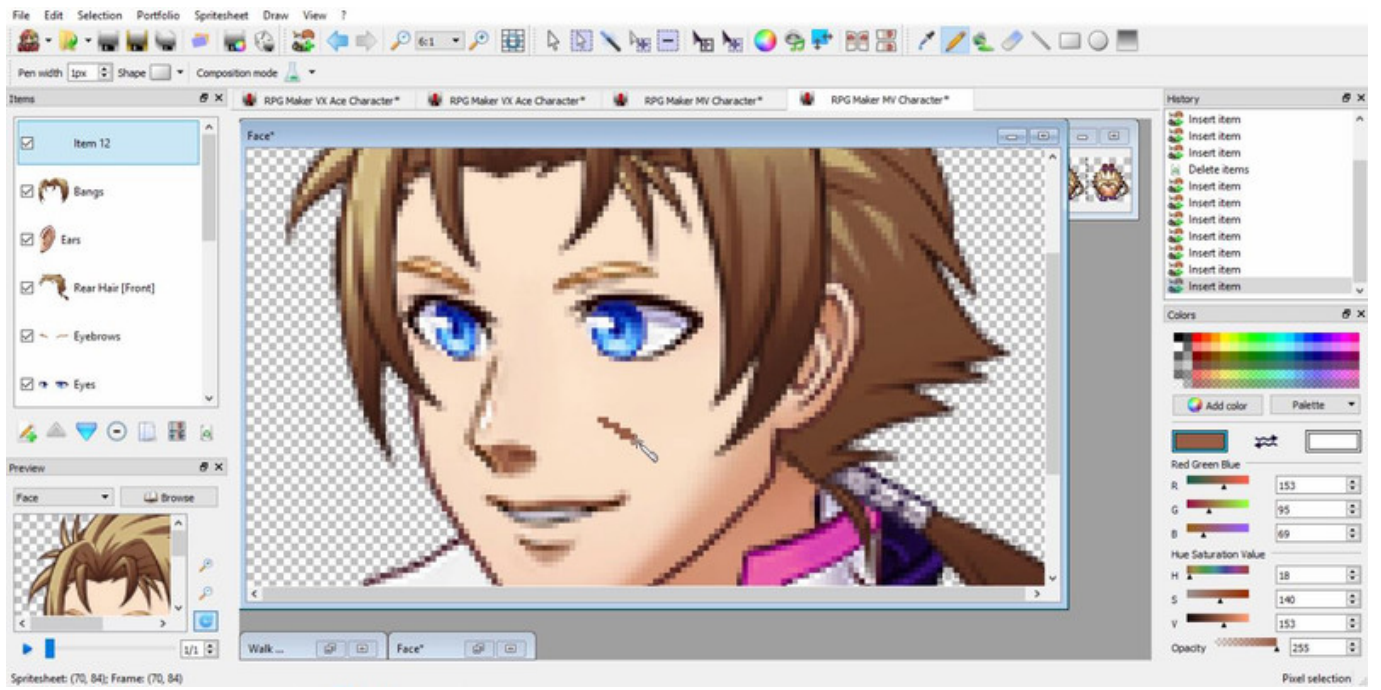 File Edit Selection Portfolio Spritesheet Draw View ?
6:1
Pen width 1px Shape Composition mode
Items
RPG Maker VX Ace Character*
RPG Maker VX Ace Character*
RPG Maker MV Character*
RPG Maker MV Character*
Item 12
Bangs
Ears
Rear Hair [Front]
Eyebrows
Eyes
Preview
Face
Browse
1/1
Face*
Walk ...
Face*
History
Insert item
Insert item
Insert item
Delete items
Insert item
Insert item
Insert item
Insert item
Insert item
Insert item
Insert item
Colors
Add color
Palette
Red Green Blue
R 153
G 95
B 69
Hue Saturation Value
H 18
S 140
V 153
Opacity 255
Spritesheet: (70, 84); Frame: (70, 84)
Pixel selection